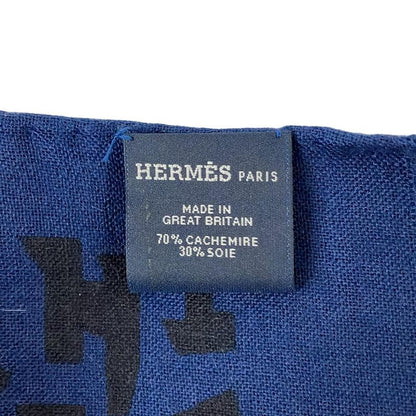 HERMÈS PARIS
MADE IN
GREAT BRITAIN
70% CACHEMIRE
30% SOIE